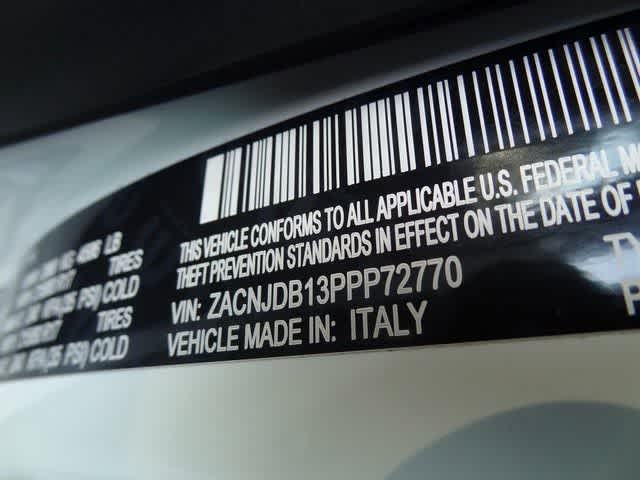 LB
TIRES
PSI) COLD
TIRES
(35 PSI) COLD
THIS VEHICLE CONFORMS TO ALL APPLICABLE U.S. FEDERAL
THEFT PREVENTION STANDARDS IN EFFECT ON THE DATE OF
VIN: ZACNJDB13PPP72770
VEHICLE MADE IN: ITALY